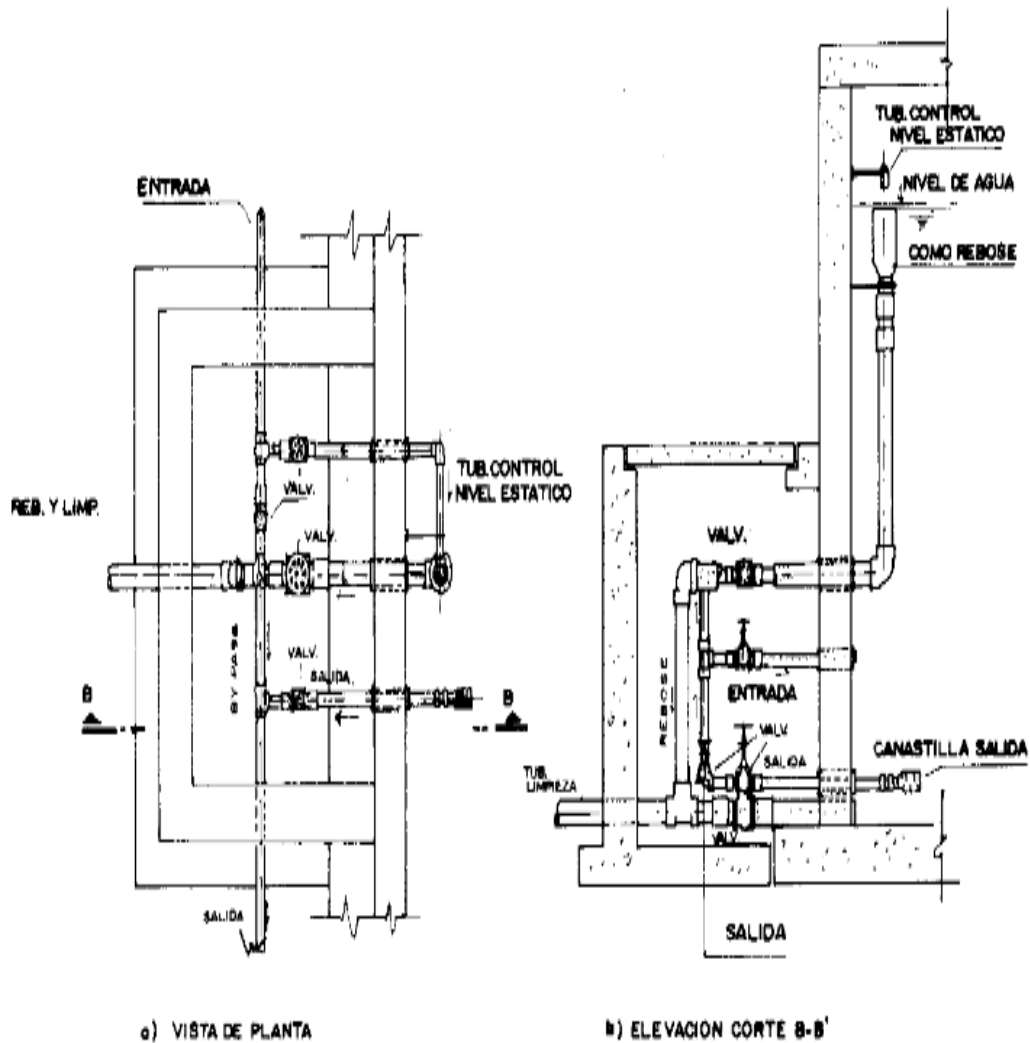 ENTRADA
REB. Y LIMP.
VALV.
VALV.
TUB. CONTROL
NIVEL ESTATICO
BY PASS
VALV.
SALIDA
B
B
SALIDA
a) VISTA DE PLANTA
TUB. CONTROL
NIVEL ESTATICO
NIVEL DE AGUA
COMO REBOSE
VALV.
REBOSE
ENTRADA
VALV
SALIDA
CANASTILLA SALIDA
TUB.
LIMPIEZA
VALV
SALIDA
b) ELEVACION CORTE B-B'